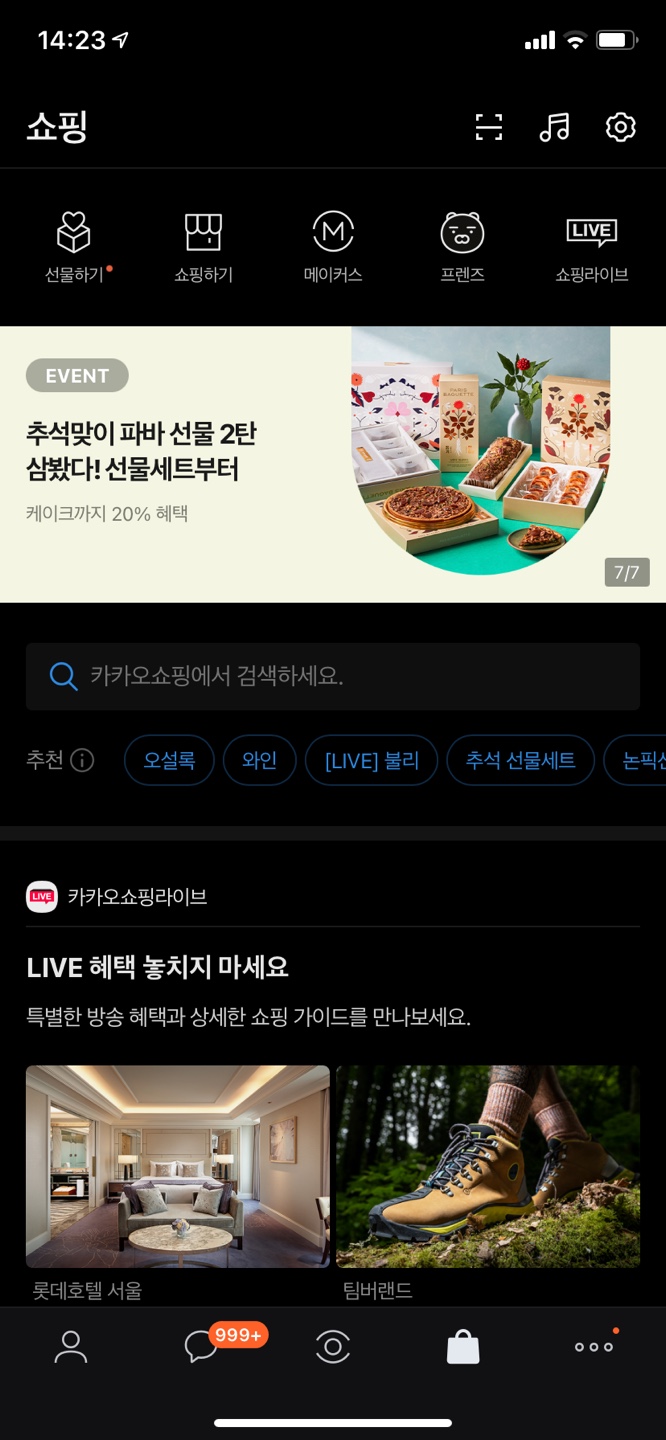 14:23
쇼핑
선물하기
쇼핑하기
M
메이커스
프렌즈
LIVE
쇼핑라이브
EVENT
추석맞이 파바 선물 2탄
삼봤다! 선물세트부터
케이크까지 20% 혜택
PARIS
BAGUETTE
7/7
카카오쇼핑에서 검색하세요.
추천
오설록
와인
[LIVE] 불리
추석 선물세트
논픽
LIVE
카카오쇼핑라이브
LIVE 혜택 놓치지 마세요
특별한 방송 혜택과 상세한 쇼핑 가이드를 만나보세요.
롯데호텔 서울
팀버랜드
999+